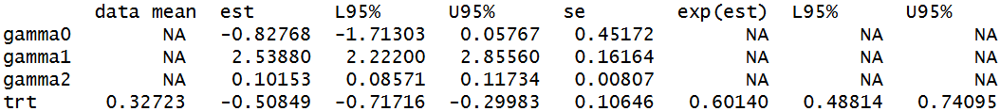 data mean est L95% U95% se exp(est) L95% U95%
gamma0 NA -0.82768 -1.71303 0.05767 0.45172 NA NA NA
gamma1 NA 2.53880 2.22200 2.85560 0.16164 NA NA NA
gamma2 NA 0.10153 0.08571 0.11734 0.00807 NA NA NA
trt 0.32723 -0.50849 -0.71716 -0.29983 0.10646 0.60140 0.48814 0.74095